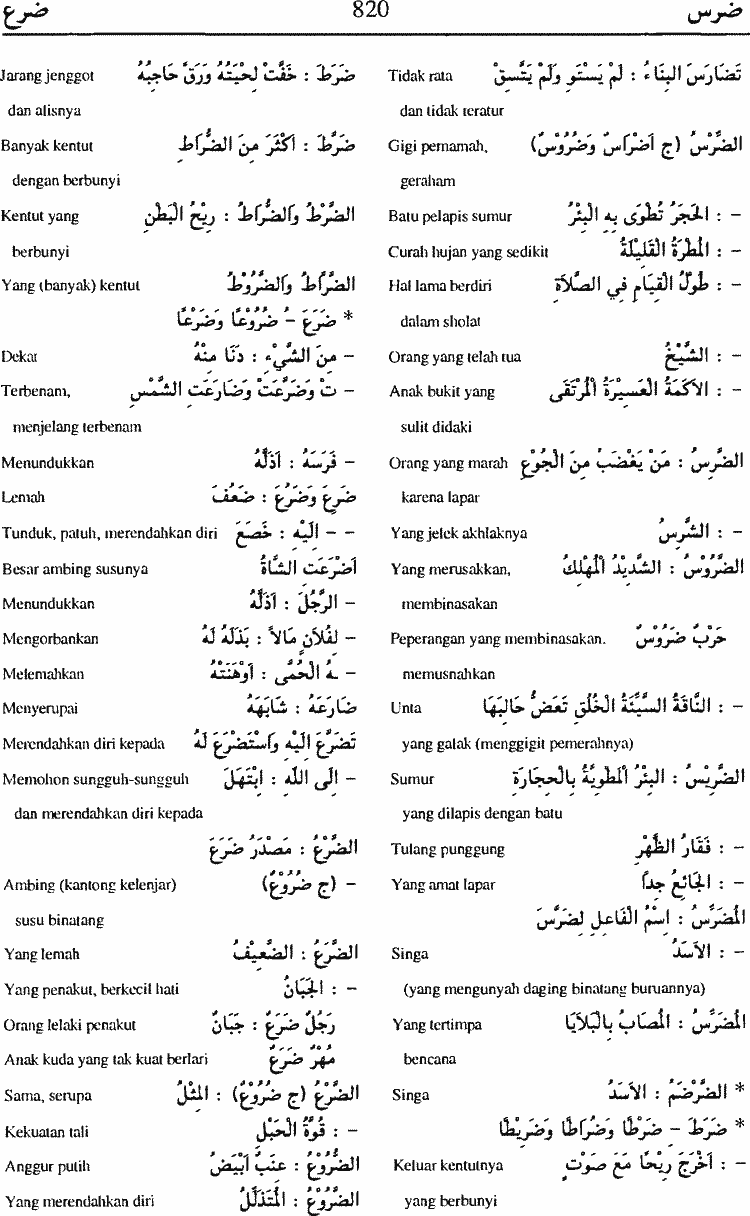 ضرس 820 ضرع
تَضَارَسَ الْبِنَاءُ : لَمْ يَسْتَوِ وَلَمْ يَتَّسِقْ Tidak rata
dan tidak teratur
الضِّرْسُ (ج اَضْرَاسٌ وَضُرُوْسٌ) Gigi pemamah,
geraham
- : الْحَجَرُ تُطْوَى بِهِ الْبِئْرُ Batu pelapis sumur
- : الْمَطْرَةُ الْقَلِيْلَةُ Curah hujan yang sedikit
- : طُوْلُ الْقِيَامِ فِي الصَّلاَةِ Hal lama berdiri
dalam sholat
- : الشَّيْخُ Orang yang telah tua
- : الاَكَمَةُ الْعَسِيْرَةُ الْمُرْتَقَى Anak bukit yang
sulit didaki
الضَّرِسُ : مَنْ يَغْضَبُ مِنَ الْجُوْعِ Orang yang marah
karena lapar
- : الشَّرِسُ Yang jelek akhlaknya
الضَّرُوْسُ : الشَّدِيْدُ الْمُهْلِكُ Yang merusakkan,
membinasakan
حَرْبٌ ضَرُوْسٌ Peperangan yang membinasakan.
memusnahkan
- : النَّاقَةُ السَّيِّئَةُ الْخُلُقِ تَعَضُّ حَالِبَهَا Unta
yang galak (menggigit pemerahnya)
الضَّرِيْسُ : الْبِئْرُ الْمَطْوِيَّةُ بِالْحِجَارَةِ Sumur
yang dilapis dengan batu
- : فَقَارُ الظَّهْرِ Tulang punggung
- : الْجَائِعُ جِدًّا Yang amat lapar
الْمُضَرِّسُ : اِسْمُ الْفَاعِلِ لِضَرَّسَ
- : الاَسَدُ Singa
(yang mengunyah daging binatang buruannya)
الْمُضَرَّسُ : الْمُصَابُ بِالْبَلاَيَا Yang tertimpa
bencana
* الضِّرْضَمُ : الاَسَدُ Singa
* ضَرَطَ - ضَرْطًا وَضُرَاطًا وَضَرِيْطًا
- : اَخْرَجَ رِيْحًا مَعَ صَوْتٍ Keluar kentutnya
yang berbunyi
ضَرِطَ : خَفَّتْ لِحْيَتُهُ وَرَقَّ حَاجِبُهُ Jarang jenggot
dan alisnya
ضَرَّطَ : اَكْثَرَ مِنَ الضُّرَاطِ Banyak kentut
dengan berbunyi
الضَّرْطُ وَالضُّرَاطُ : رِيْحُ الْبَطْنِ Kentut yang
berbunyi
الضَّرَّاطُ وَالضَّرُوْطُ Yang (banyak) kentut
* ضَرَعَ - ضُرُوْعًا وَضَرْعًا
- مِنَ الشَّيْءِ : دَنَا مِنْهُ Dekat
- تْ وَضَرَّعَتْ وَضَارَعَتِ الشَّمْسِ Terbenam,
menjelang terbenam
- فَرَسَهُ : اَذَلَّهُ Menundukkan
ضَرِعَ وَضَرُعَ : ضَعُفَ Lemah
- - اِلَيْهِ : خَضَعَ Tunduk, patuh, merendahkan diri
اَضْرَعَتِ الشَّاةُ Besar ambing susunya
- الرَّجُلَ : اَذَلَّهُ Menundukkan
- لِفُلاَنٍ مَالاً : بَذَلَهُ لَهُ Mengorbankan
- ـهُ الْحُمَّى : اَوْهَنَتْهُ Melemahkan
ضَارَعَهُ : شَابَهَهُ Menyerupai
تَضَرَّعَ اِلَيْهِ وَاسْتَضْرَعَ لَهُ Merendahkan diri kepada
- اِلَى اللهِ : اِبْتَهَلَ Memohon sungguh-sungguh
dan merendahkan diri kepada
الضَّرْعُ : مَصْدَرُ ضَرَعَ
- (ج ضُرُوْعٌ) Ambing (kantong kelenjar)
susu binatang
الضَّرَعُ : الضَّعِيْفُ Yang lemah
- : الْجَبَانُ Yang penakut, berkecil hati
رَجُلٌ ضَرَعٌ : جَبَانٌ Orang lelaki penakut
مُهْرٌ ضَرَعٌ Anak kuda yang tak kuat berlari
الضِّرْعُ (ج ضُرُوْعٌ) : الْمِثْلُ Sama, serupa
- : قُوَّةُ الْحَبْلِ Kekuatan tali
الضُّرُوْعُ : عِنَبٌ اَبْيَضُ Anggur putih
الضَّرُوْعُ : الْمُتَذَلِّلُ Yang merendahkan diri